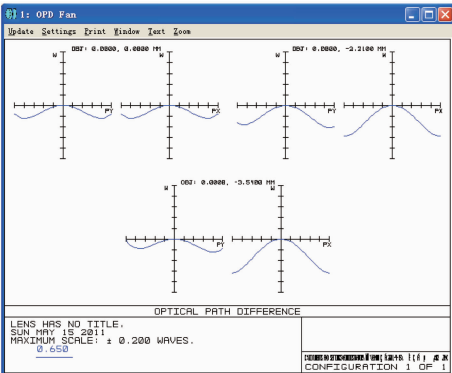 1: OPD Fan
Update Settings Print Window Text Zoom
OBJ: 0.0000, 0.0000 MM
W W
PY PX
OBJ: 0.0000, -2.2100 MM
W W
PY PX
OBJ: 0.0000, -3.5400 MM
W W
PY PX
OPTICAL PATH DIFFERENCE
LENS HAS NO TITLE.
SUN MAY 15 2011
MAXIMUM SCALE: ± 0.200 WAVES.
0.650
CONFIGURATION 1 OF 1